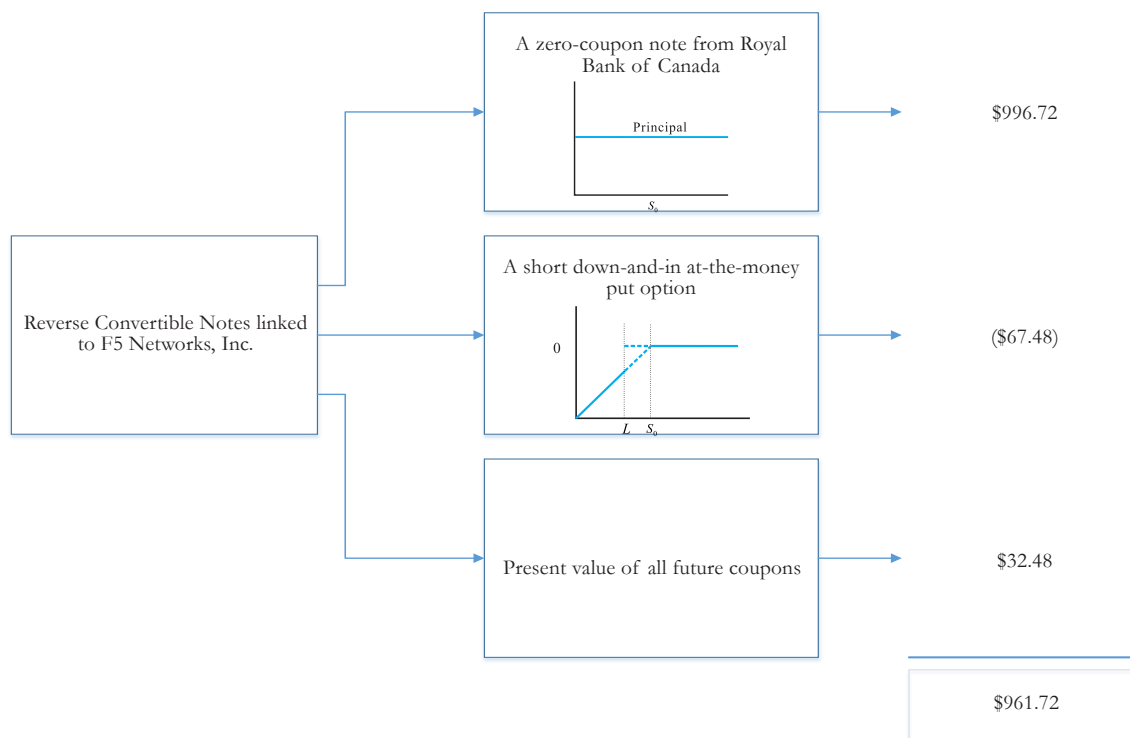 A zero-coupon note from Royal
Bank of Canada
Principal
S₀
$996.72
Reverse Convertible Notes linked
to F5 Networks, Inc.
A short down-and-in at-the-money
put option
0
L S₀
($67.48)
Present value of all future coupons
$32.48
$961.72